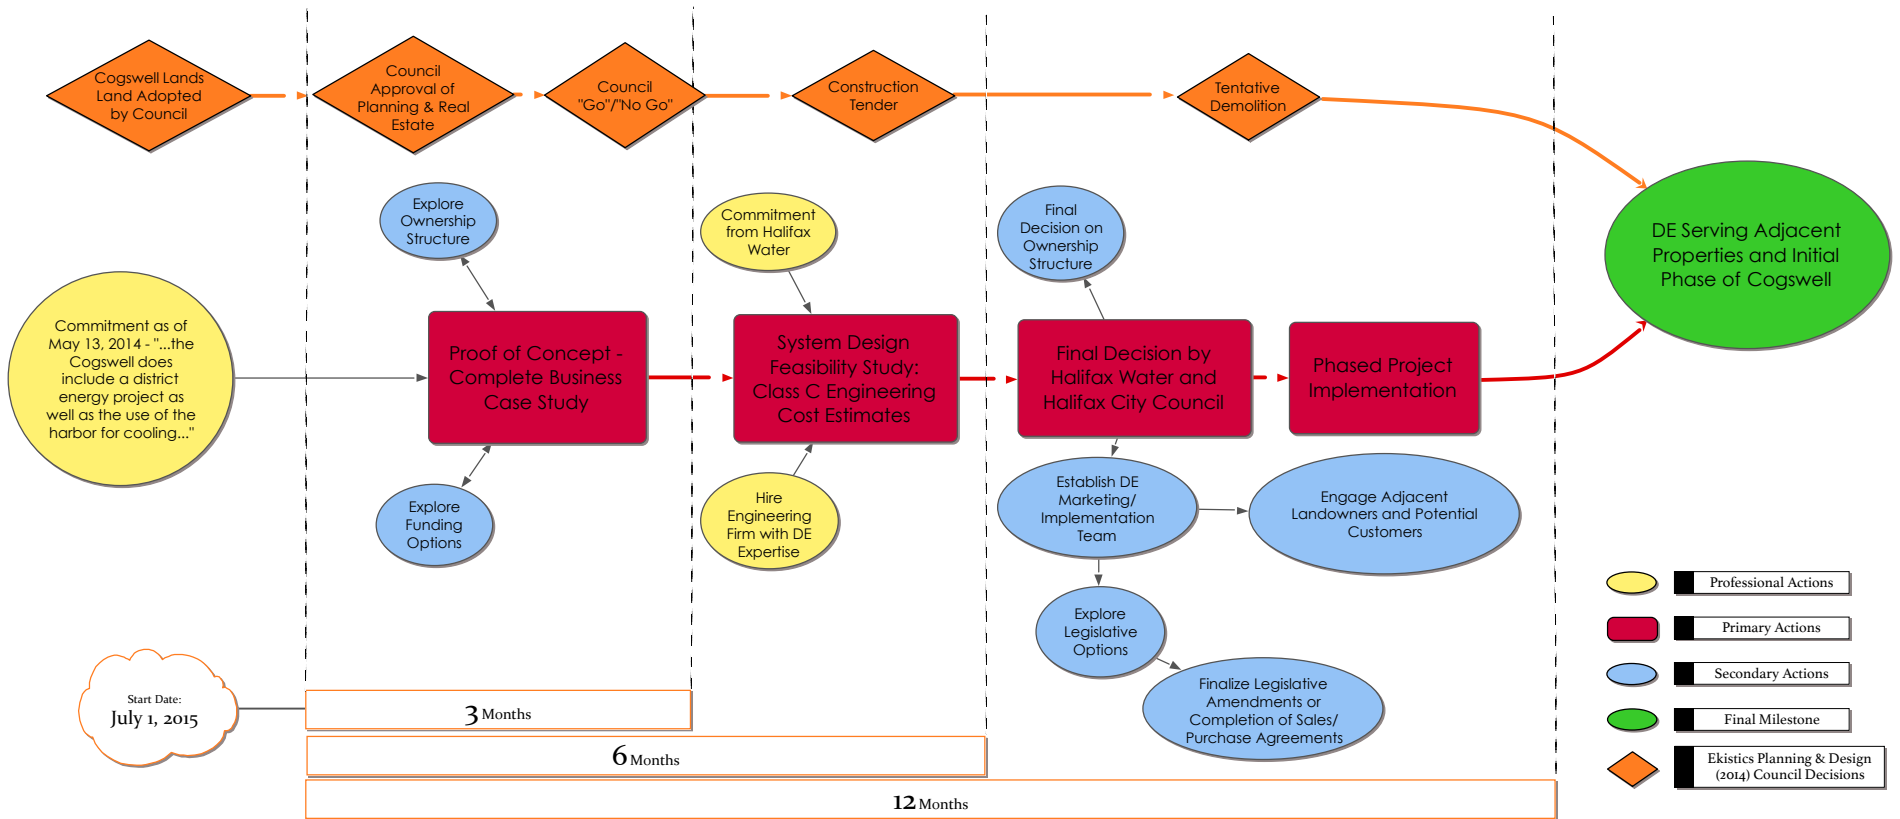 Cogswell Lands
Land Adopted
by Council
Council
Approval of
Planning & Real
Estate
Council
"Go"/"No Go"
Construction
Tender
Tentative
Demolition
Explore
Ownership
Structure
Commitment
from Halifax
Water
Final
Decision on
Ownership
Structure
DE Serving Adjacent
Properties and Initial
Phase of Cogswell
Commitment as of
May 13, 2014 - "...the
Cogswell does
include a district
energy project as
well as the use of the
harbor for cooling..."
Proof of Concept -
Complete Business
Case Study
System Design
Feasibility Study:
Class C Engineering
Cost Estimates
Final Decision by
Halifax Water and
Halifax City Council
Phased Project
Implementation
Explore
Funding
Options
Hire
Engineering
Firm with DE
Expertise
Establish DE
Marketing/
Implementation
Team
Engage Adjacent
Landowners and Potential
Customers
Explore
Legislative
Options
Finalize Legislative
Amendments or
Completion of Sales/
Purchase Agreements
Professional Actions
Primary Actions
Secondary Actions
Final Milestone
Ekistics Planning & Design
(2014) Council Decisions
Start Date:
July 1, 2015
3 Months
6 Months
12 Months